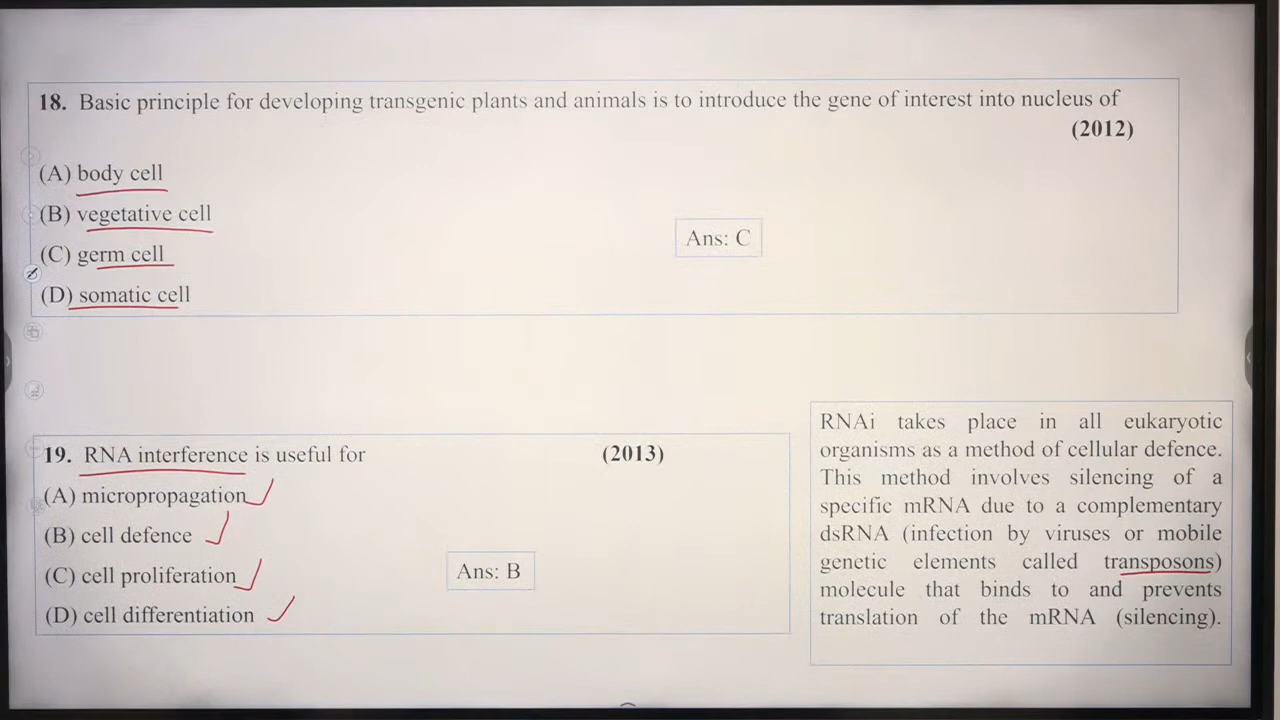 18. Basic principle for developing transgenic plants and animals is to introduce the gene of interest into nucleus of
(2012)
(A) body cell
(B) vegetative cell
(C) germ cell
(D) somatic cell
Ans: C
19. RNA interference is useful for (2013)
(A) micropropagation
(B) cell defence
(C) cell proliferation
(D) cell differentiation
Ans: B
RNAi takes place in all eukaryotic
organisms as a method of cellular defence.
This method involves silencing of a
specific mRNA due to a complementary
dsRNA (infection by viruses or mobile
genetic elements called transposons)
molecule that binds to and prevents
translation of the mRNA (silencing).